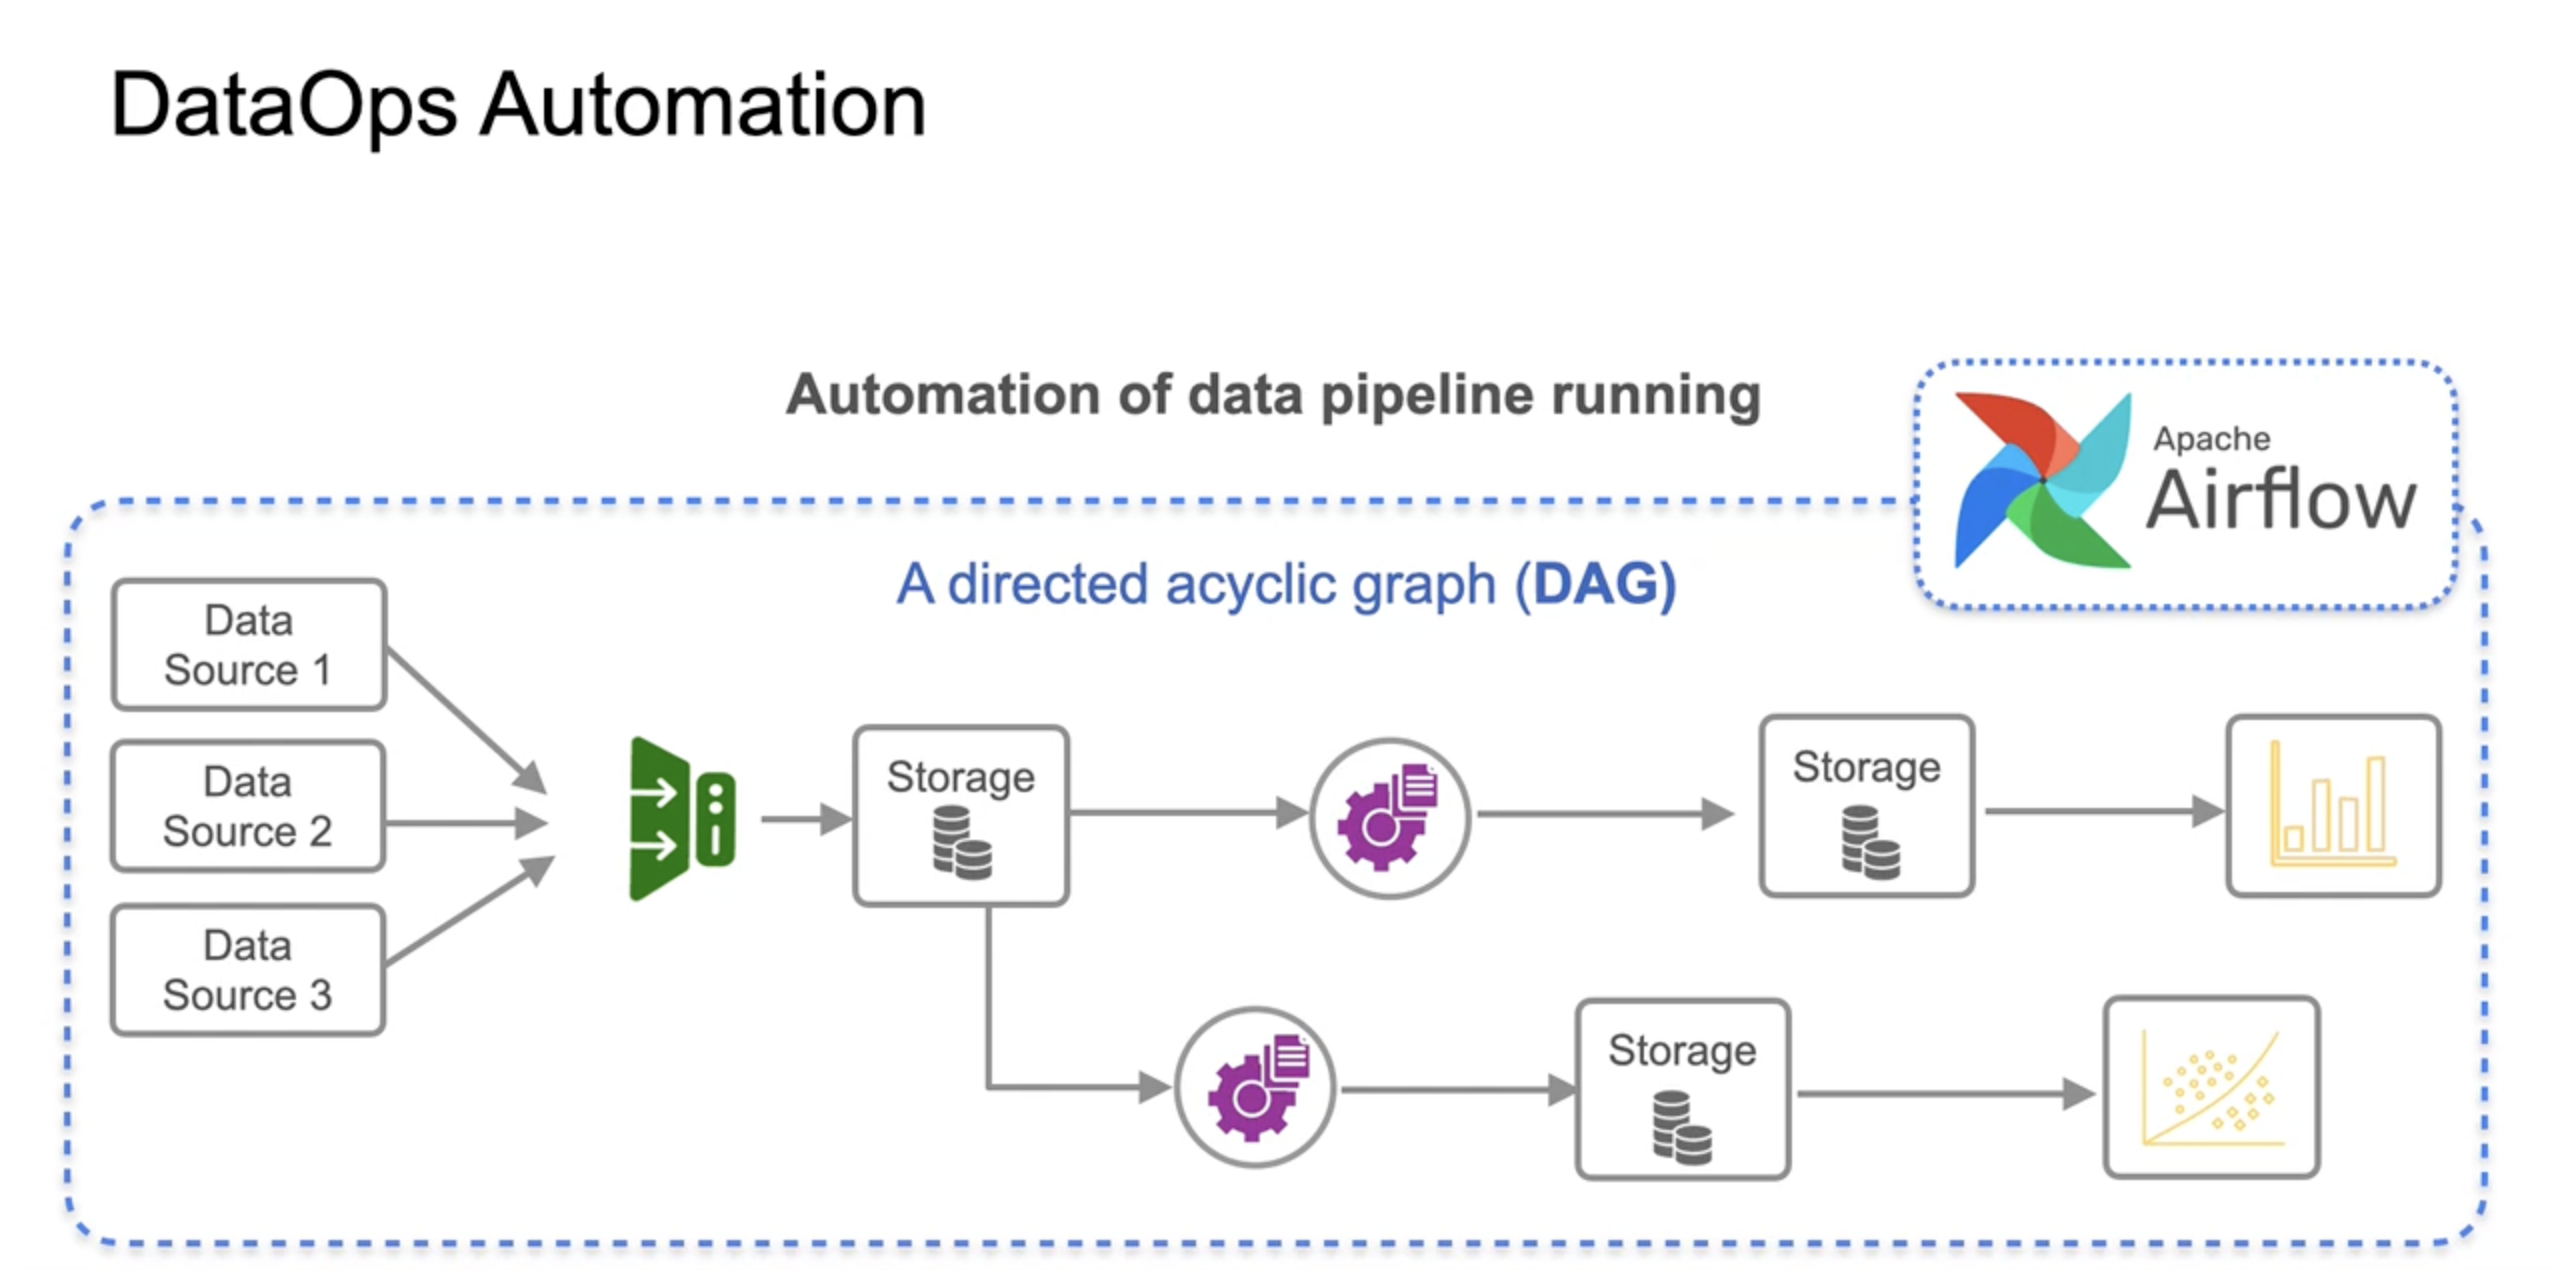 DataOps Automation
Automation of data pipeline running
Apache
Airflow
A directed acyclic graph (DAG)
Data
Source 1
Data
Source 2
Data
Source 3
Storage
Storage
Storage